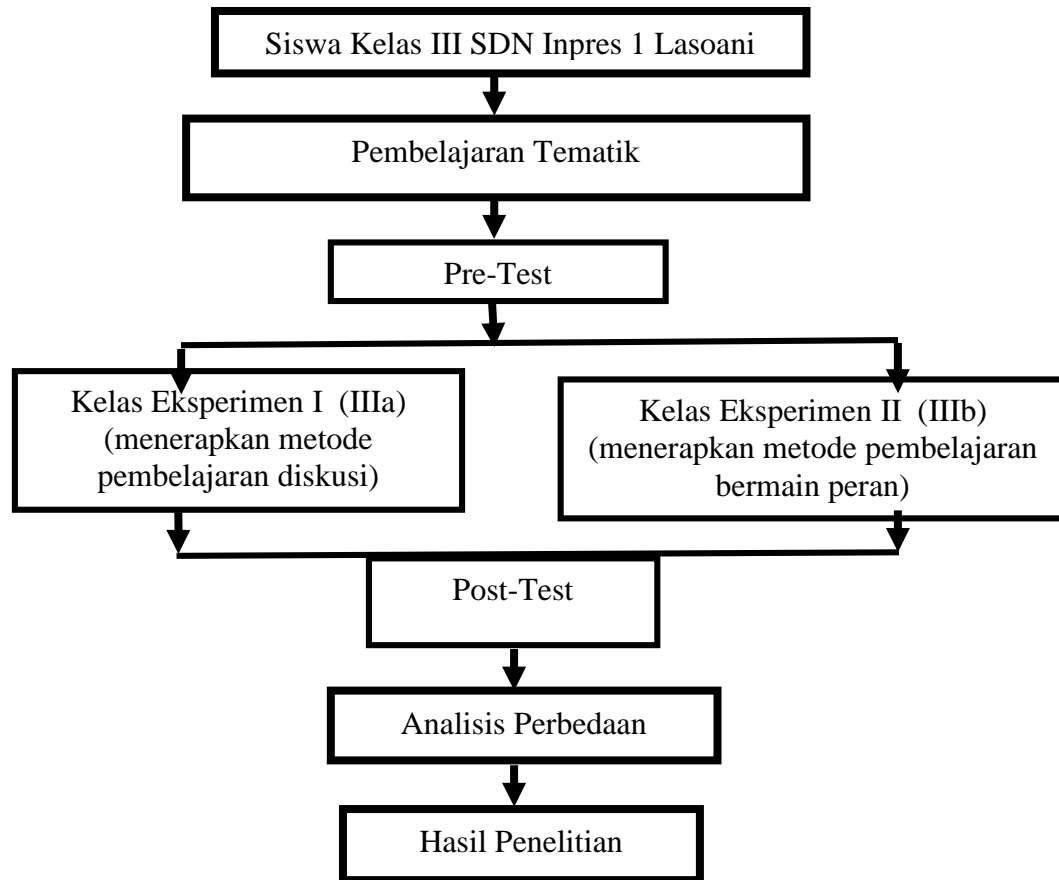 Siswa Kelas III SDN Inpres 1 Lasoani
Pembelajaran Tematik
Pre-Test
Kelas Eksperimen I (IIIa)
(menerapkan metode
pembelajaran diskusi)
Kelas Eksperimen II (IIIb)
(menerapkan metode pembelajaran
bermain peran)
Post-Test
Analisis Perbedaan
Hasil Penelitian